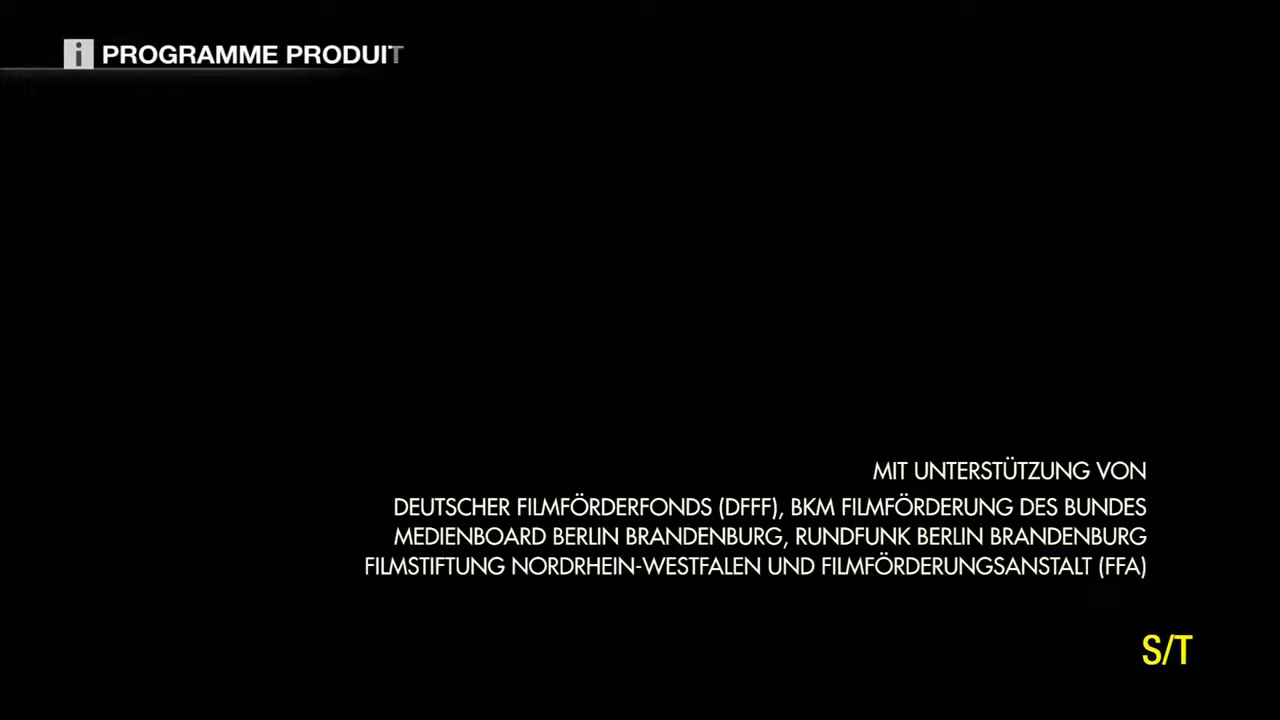 i PROGRAMME PRODUIT
MIT UNTERSTÜTZUNG VON
DEUTSCHER FILMFÖRDERFONDS (DFFF), BKM FILMFÖRDERUNG DES BUNDES
MEDIENBOARD BERLIN BRANDENBURG, RUNDFUNK BERLIN BRANDENBURG
FILMSTIFTUNG NORDRHEIN-WESTFALEN UND FILMFÖRDERUNGSANSTALT (FFA)
S/T